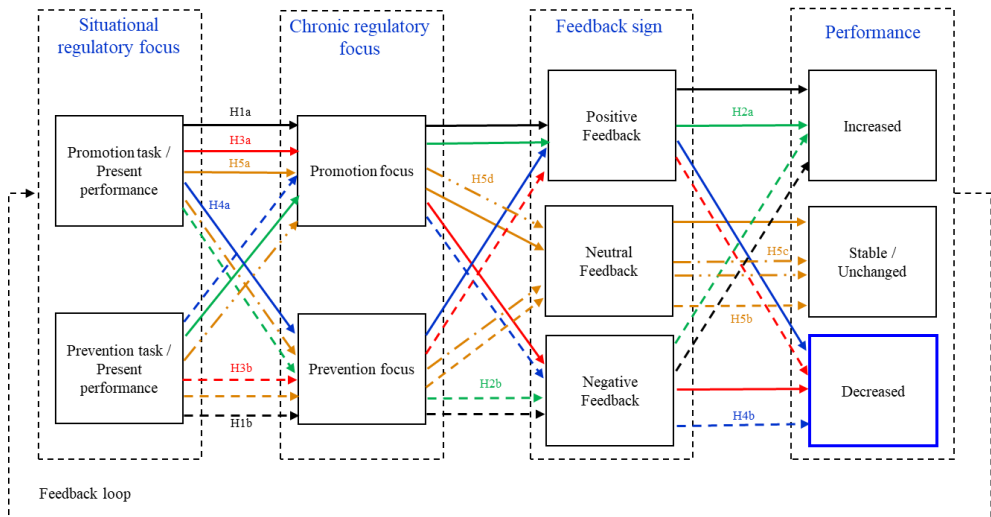 Situational
regulatory focus
Chronic regulatory
focus
Feedback sign
Performance
H1a
H3a
H5a
H4a
H3b
H1b
Promotion task /
Present
performance
Prevention task /
Present
performance
Promotion focus
Prevention focus
H5d
H2b
Positive
Feedback
Neutral
Feedback
Negative
Feedback
H2a
H5c
H5b
H4b
Increased
Stable /
Unchanged
Decreased
Feedback loop